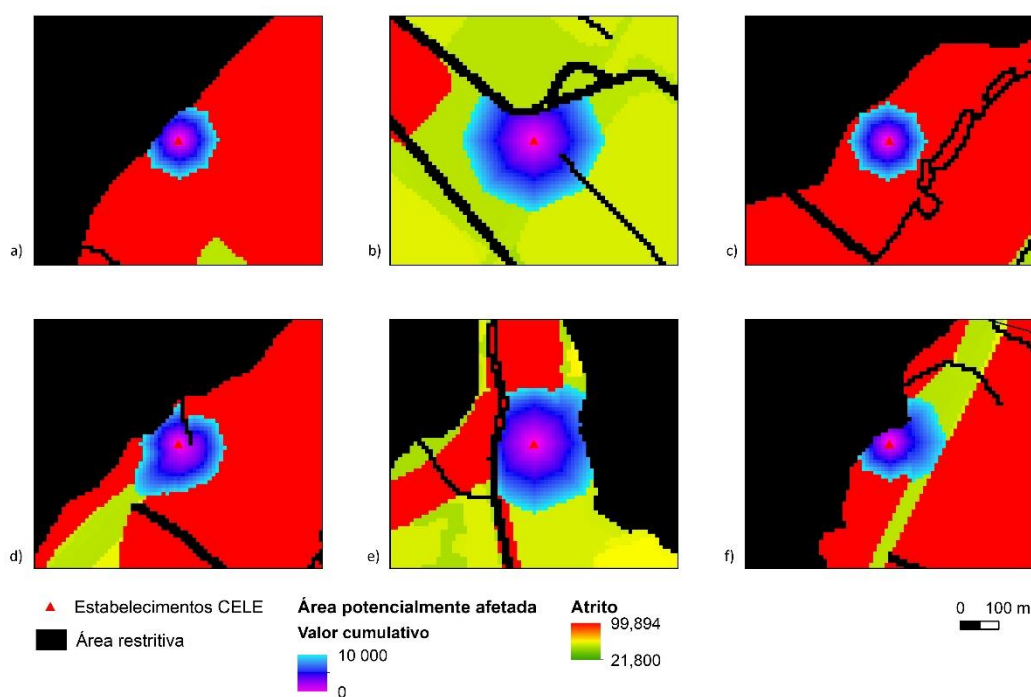 a)
b)
c)
d)
e)
f)
Estabelecimentos CELE
Área restritiva
Área potencialmente afetada
Valor cumulativo
10 000
0
Atrito
99,894
21,800
0 100 m